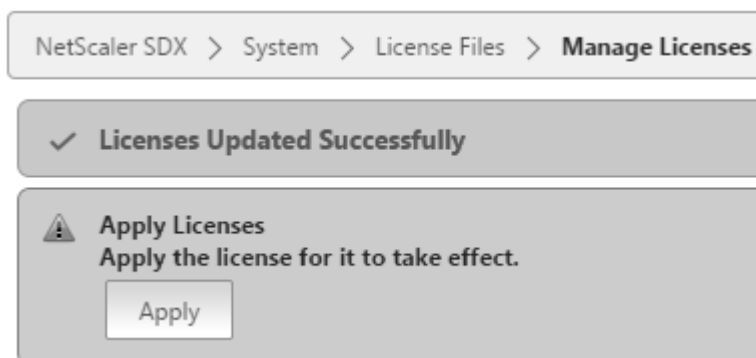 NetScaler SDX > System > License Files > Manage Licenses
Licenses Updated Successfully
Apply Licenses
Apply the license for it to take effect.
Apply